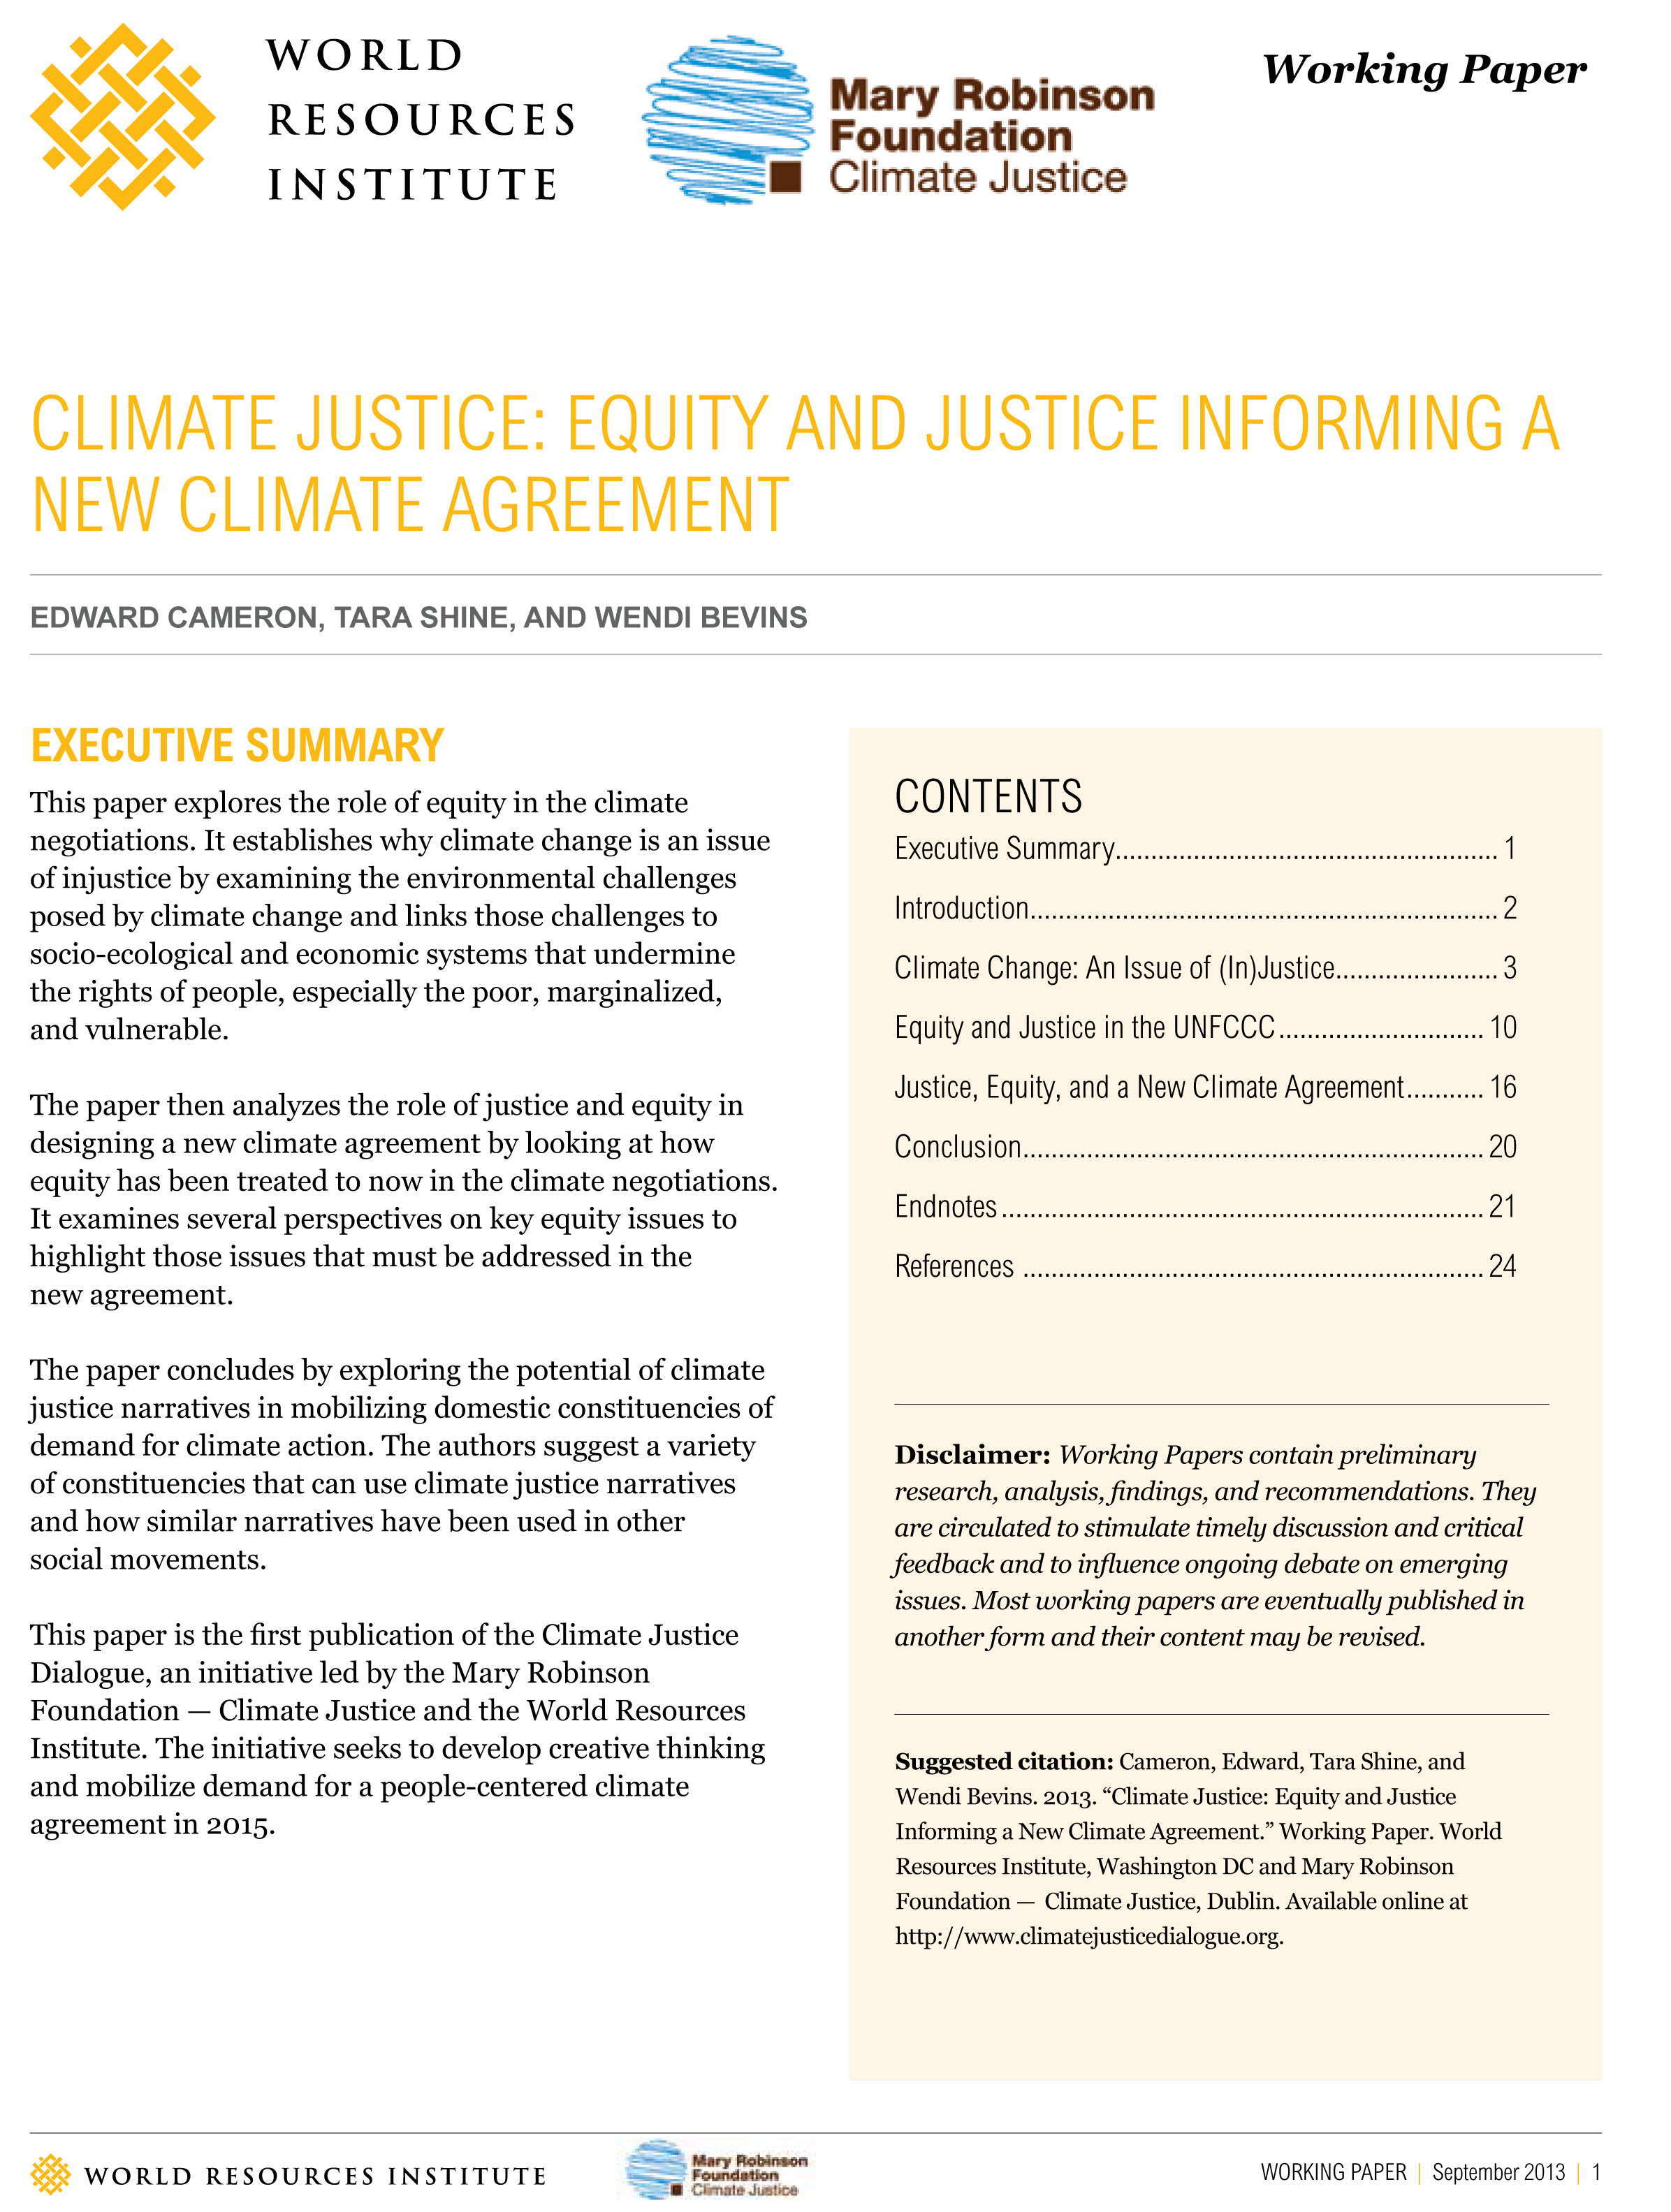 WORLD
RESOURCES
INSTITUTE
Mary Robinson
Foundation
Climate Justice
Working Paper
CLIMATE JUSTICE: EQUITY AND JUSTICE INFORMING A
NEW CLIMATE AGREEMENT
EDWARD CAMERON, TARA SHINE, AND WENDI BEVINS
EXECUTIVE SUMMARY
This paper explores the role of equity in the climate
negotiations. It establishes why climate change is an issue
of injustice by examining the environmental challenges
posed by climate change and links those challenges to
socio-ecological and economic systems that undermine
the rights of people, especially the poor, marginalized,
and vulnerable.
The paper then analyzes the role of justice and equity in
designing a new climate agreement by looking at how
equity has been treated to now in the climate negotiations.
It examines several perspectives on key equity issues to
highlight those issues that must be addressed in the
new agreement.
The paper concludes by exploring the potential of climate
justice narratives in mobilizing domestic constituencies of
demand for climate action. The authors suggest a variety
of constituencies that can use climate justice narratives
and how similar narratives have been used in other
social movements.
This paper is the first publication of the Climate Justice
Dialogue, an initiative led by the Mary Robinson
Foundation — Climate Justice and the World Resources
Institute. The initiative seeks to develop creative thinking
and mobilize demand for a people-centered climate
agreement in 2015.
CONTENTS
Executive Summary...................................................... 1
Introduction.................................................................. 2
Climate Change: An Issue of (In)Justice....................... 3
Equity and Justice in the UNFCCC............................. 10
Justice, Equity, and a New Climate Agreement........... 16
Conclusion................................................................. 20
Endnotes.................................................................... 21
References ................................................................. 24
Disclaimer: Working Papers contain preliminary
research, analysis, findings, and recommendations. They
are circulated to stimulate timely discussion and critical
feedback and to influence ongoing debate on emerging
issues. Most working papers are eventually published in
another form and their content may be revised.
Suggested citation: Cameron, Edward, Tara Shine, and
Wendi Bevins. 2013. “Climate Justice: Equity and Justice
Informing a New Climate Agreement.” Working Paper. World
Resources Institute, Washington DC and Mary Robinson
Foundation — Climate Justice, Dublin. Available online at
http://www.climatejusticedialogue.org.
WORLD RESOURCES INSTITUTE
Mary Robinson
Foundation
Climate Justice
WORKING PAPER | September 2013 | 1